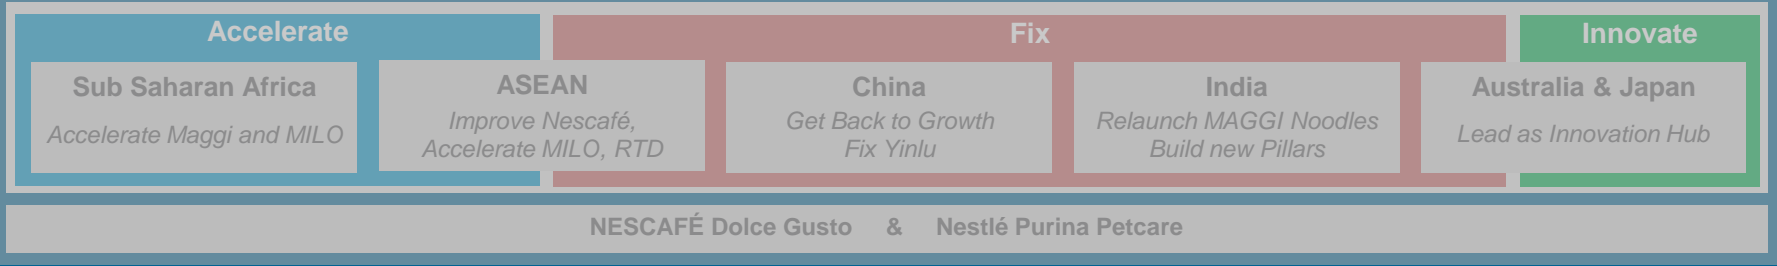 Accelerate
Fix
Innovate
Sub Saharan Africa
Accelerate Maggi and MILO
ASEAN
Improve Nescafé,
Accelerate MILO, RTD
China
Get Back to Growth
Fix Yinlu
India
Relaunch MAGGI Noodles
Build new Pillars
Australia & Japan
Lead as Innovation Hub
NESCAFÉ Dolce Gusto & Nestlé Purina Petcare